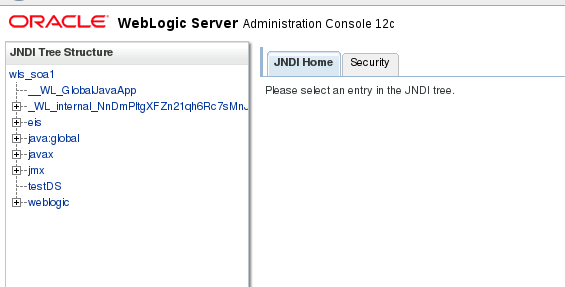 ORACLE WebLogic Server Administration Console 12c
JNDI Tree Structure
wls_soa1
__WL_GlobalJavaApp
eis
java:global
javax
jmx
testDS
weblogic
JNDI Home Security
Please select an entry in the JNDI tree.